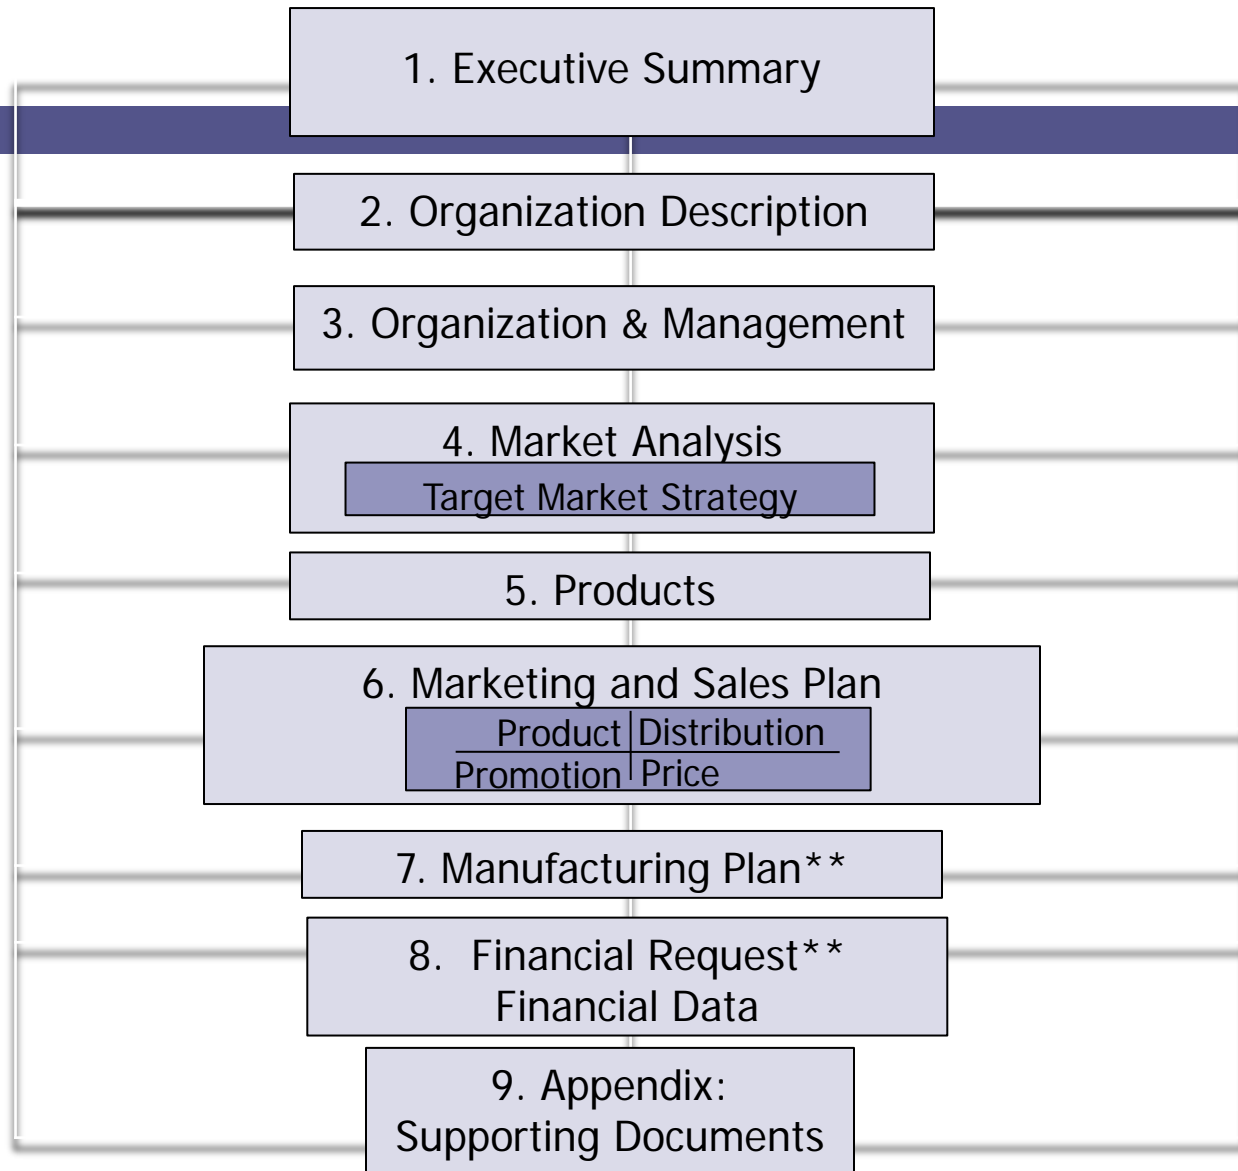 1. Executive Summary
2. Organization Description
3. Organization & Management
4. Market Analysis
Target Market Strategy
5. Products
6. Marketing and Sales Plan
Product Distribution
Promotion Price
7. Manufacturing Plan**
8. Financial Request**
Financial Data
9. Appendix:
Supporting Documents